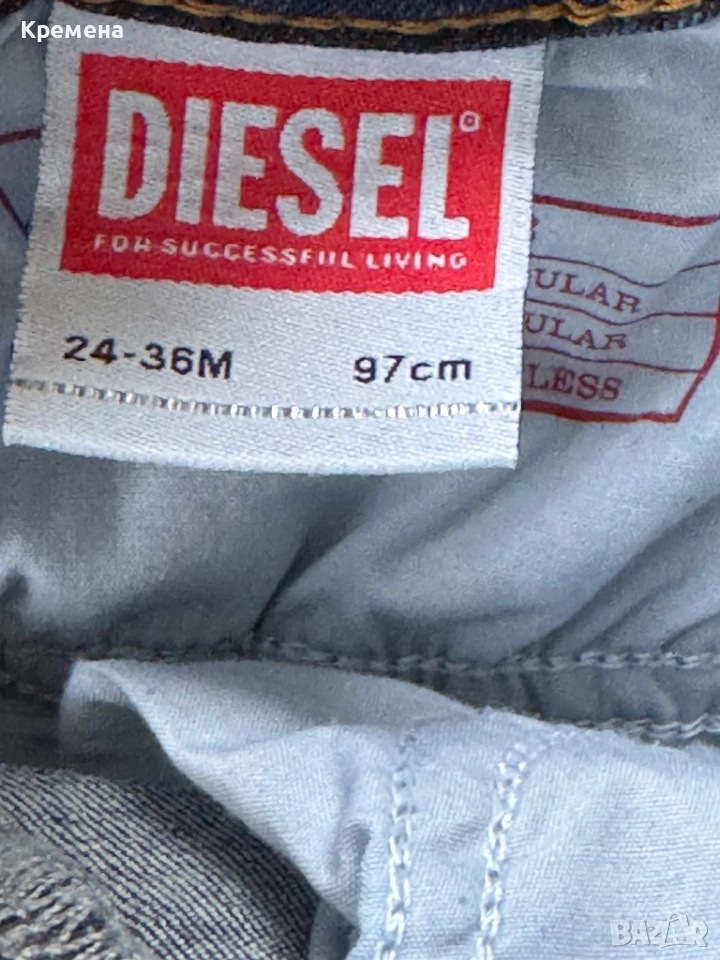 Кремена
DIESEL
FOR SUCCESSFUL LIVING
24-36M 97cm
ULAR
ULAR
LESS
BAZAR